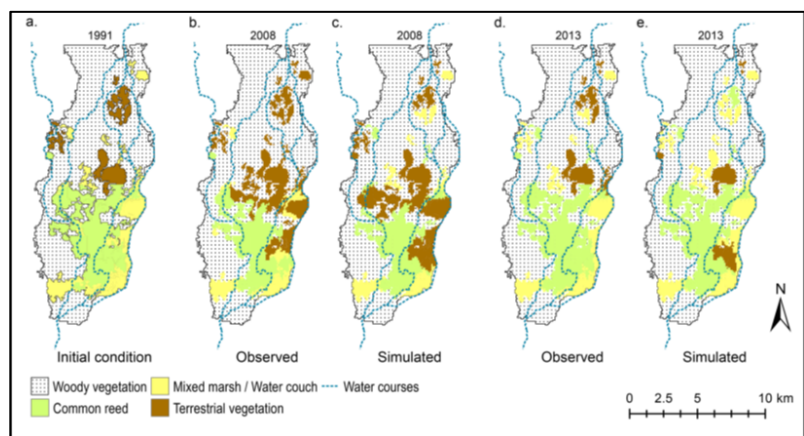 a. b. c. d. e.
1991 2008 2008 2013 2013
N
Initial condition Observed Simulated Observed Simulated
Woody vegetation Mixed marsh / Water couch Water courses
Common reed Terrestrial vegetation
0 2.5 5 10 km